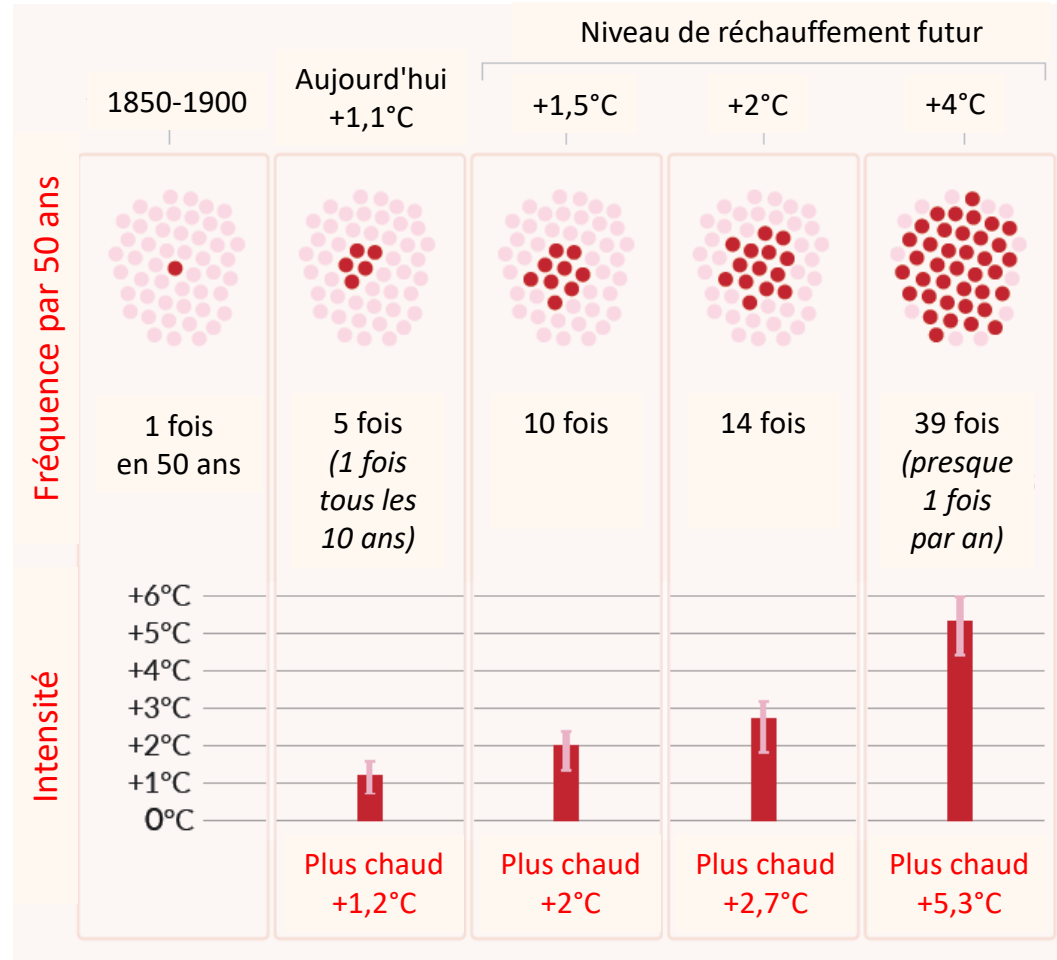 Niveau de réchauffement futur
1850-1900
Aujourd'hui
+1,1°C
+1,5°C
+2°C
+4°C
Fréquence par 50 ans
1 fois
en 50 ans
5 fois
(1 fois
tous les
10 ans)
10 fois
14 fois
39 fois
(presque
1 fois
par an)
Intensité
+6°C
+5°C
+4°C
+3°C
+2°C
+1°C
0°C
Plus chaud
+1,2°C
Plus chaud
+2°C
Plus chaud
+2,7°C
Plus chaud
+5,3°C